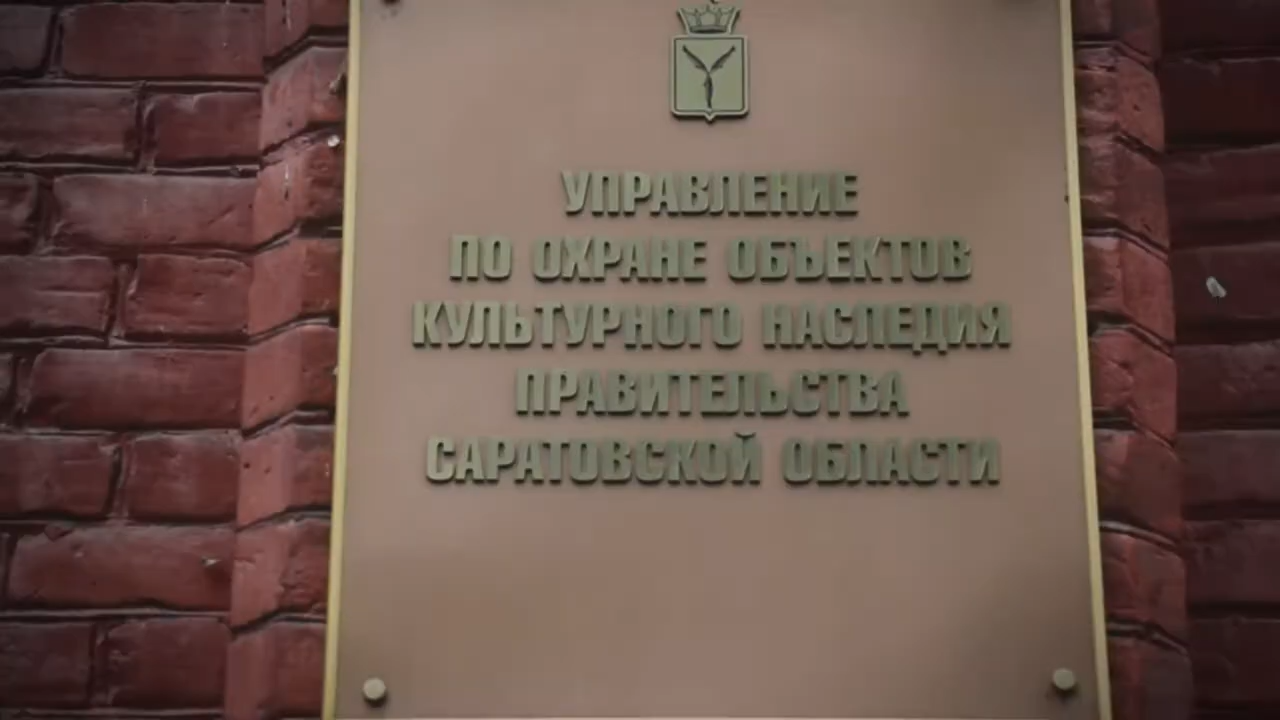 УПРАВЛЕНИЕ
ПО ОХРАНЕ ОБЪЕКТОВ
КУЛЬТУРНОГО НАСЛЕДИЯ
ПРАВИТЕЛЬСТВА
САРАТОВСКОЙ ОБЛАСТИ